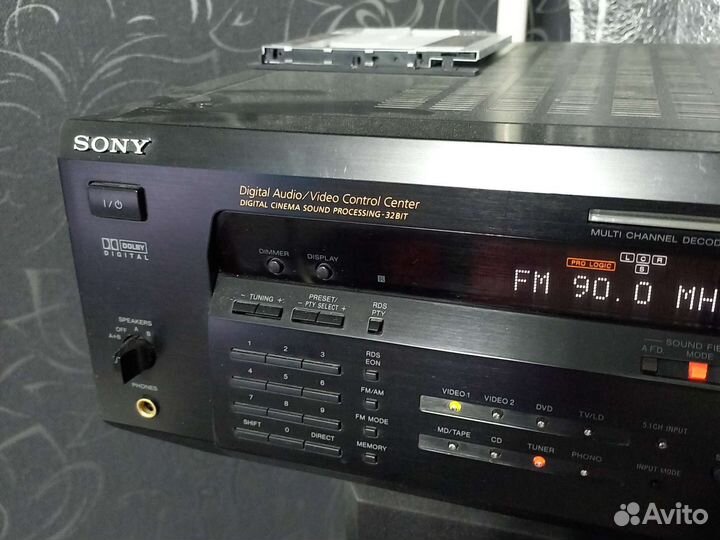 SONY
Digital Audio/Video Control Center
DIGITAL CINEMA SOUND PROCESSING-32BIT
I/⏻
MULTI CHANNEL DECOD
DOLBY
DIGITAL
DIMMER
DISPLAY
PRO LOGIC
L C R
S
FM 90.0 MH
− TUNING +
PRESET/
− PTY SELECT +
RDS
PTY
SPEAKERS
OFF A B A+B
PHONES
1 2 3
4 5 6
7 8 9
SHIFT 0 DIRECT
RDS
EON
FM/AM
FM MODE
MEMORY
SOUND FIE
A.F.D. MODE
VIDEO 1 VIDEO 2 DVD TV/LD
5.1CH INPUT
MD/TAPE CD TUNER PHONO
INPUT MODE
Avito